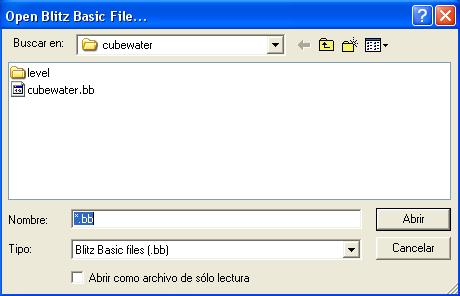 Open Blitz Basic File...
Buscar en:
cubewater
level
cubewater.bb
Nombre:
*.bb
Abrir
Tipo:
Blitz Basic files (.bb)
Cancelar
Abrir como archivo de sólo lectura